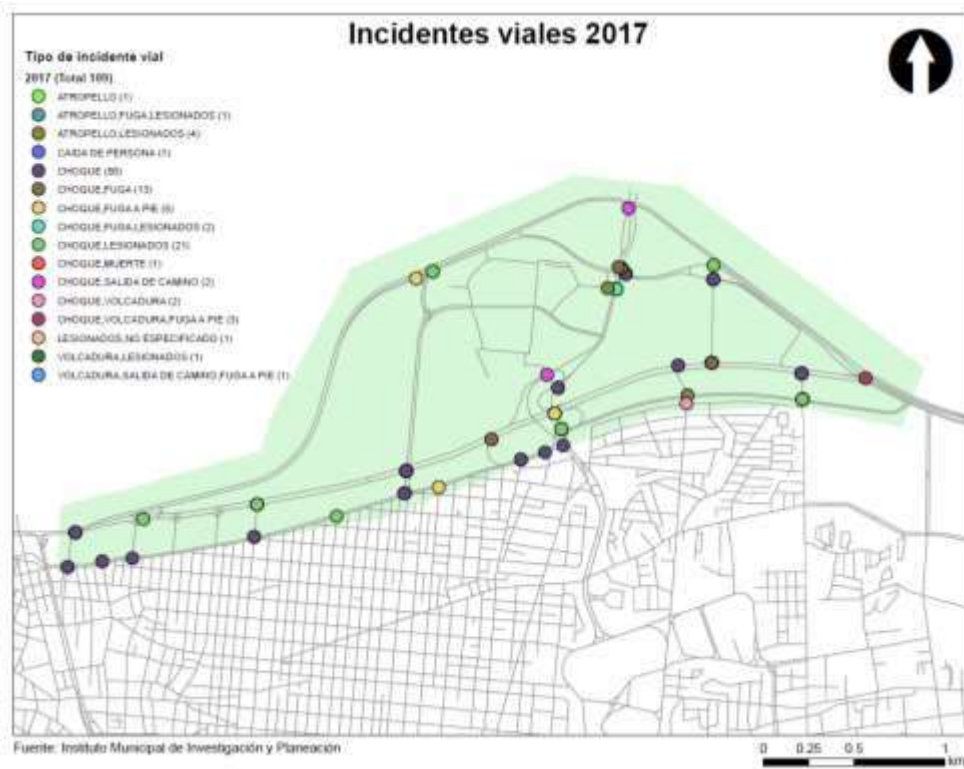 Incidentes viales 2017
Tipo de incidente vial
2017 (Total 109)
ATROPELLO (1)
ATROPELLO,FUGA,LESIONADOS (1)
ATROPELLO,LESIONADOS (4)
CAIDA DE PERSONA (1)
CHOQUE
CHOQUE,FUGA (13)
CHOQUE,FUGA A PIE
CHOQUE,FUGA,LESIONADOS (2)
CHOQUE,LESIONADOS (21)
CHOQUE,MUERTE (1)
CHOQUE,SALIDA DE CAMINO (2)
CHOQUE,VOLCADURA (2)
CHOQUE,VOLCADURA,FUGA A PIE (3)
LESIONADOS,NO ESPECIFICADO (1)
VOLCADURA,LESIONADOS (1)
VOLCADURA,SALIDA DE CAMINO,FUGA A PIE (1)
Fuente: Instituto Municipal de Investigación y Planeación
0 0.25 0.5 1
km